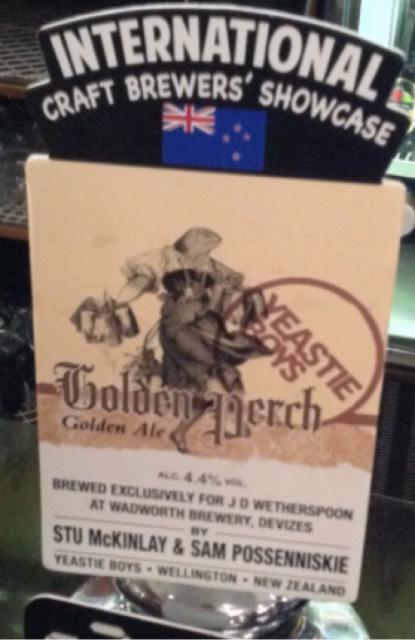 INTERNATIONAL
CRAFT BREWERS' SHOWCASE
YEASTIE
BOYS
Golden Perch
Golden Ale
ALC. 4.4% VOL.
BREWED EXCLUSIVELY FOR J D WETHERSPOON
AT WADWORTH BREWERY, DEVIZES
BY
STU McKINLAY & SAM POSSENNISKIE
YEASTIE BOYS • WELLINGTON • NEW ZEALAND